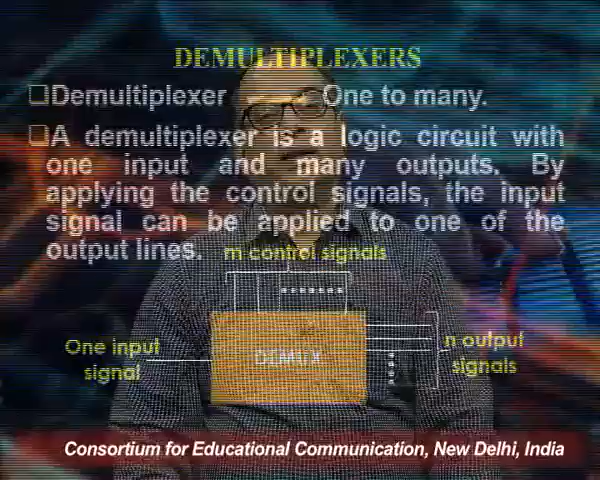 DEMULTIPLEXERS
❑Demultiplexer One to many.
❑A demultiplexer is a logic circuit with
one input and many outputs. By
applying the control signals, the input
signal can be applied to one of the
output lines.
m control signals
One input
signal
DEMUX
n output
signals
Consortium for Educational Communication, New Delhi, India